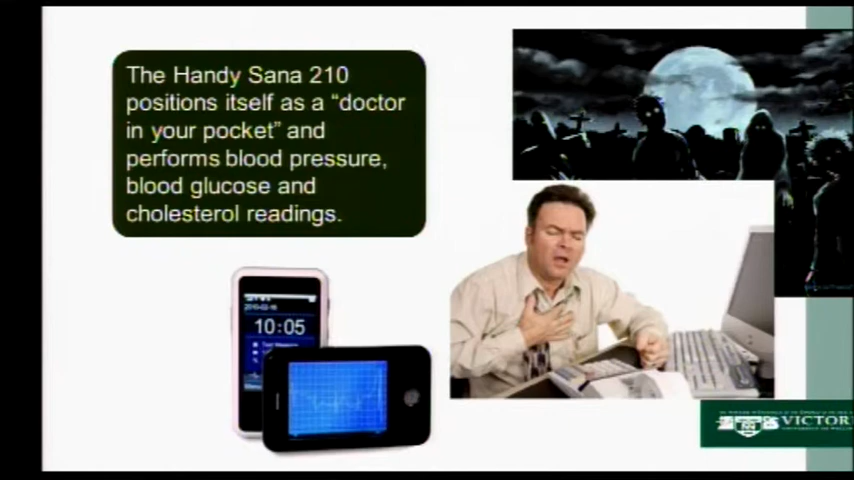 The Handy Sana 210
positions itself as a “doctor
in your pocket” and
performs blood pressure,
blood glucose and
cholesterol readings.
10:05
VICTORI